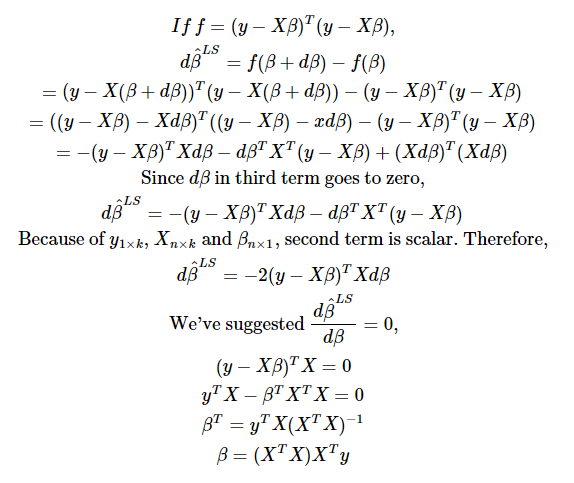 If f = (y − Xβ)^T (y − Xβ),
dβ̂^LS = f(β + dβ) − f(β)
= (y − X(β + dβ))^T (y − X(β + dβ)) − (y − Xβ)^T (y − Xβ)
= ((y − Xβ) − Xdβ)^T ((y − Xβ) − xdβ) − (y − Xβ)^T (y − Xβ)
= −(y − Xβ)^T Xdβ − dβ^T X^T (y − Xβ) + (Xdβ)^T (Xdβ)
Since dβ in third term goes to zero,
dβ̂^LS = −(y − Xβ)^T Xdβ − dβ^T X^T (y − Xβ)
Because of y_{1×k}, X_{n×k} and β_{n×1}, second term is scalar. Therefore,
dβ̂^LS = −2(y − Xβ)^T Xdβ
We've suggested dβ̂^LS / dβ = 0,
(y − Xβ)^T X = 0
y^T X − β^T X^T X = 0
β^T = y^T X(X^T X)^{−1}
β = (X^T X)X^T y